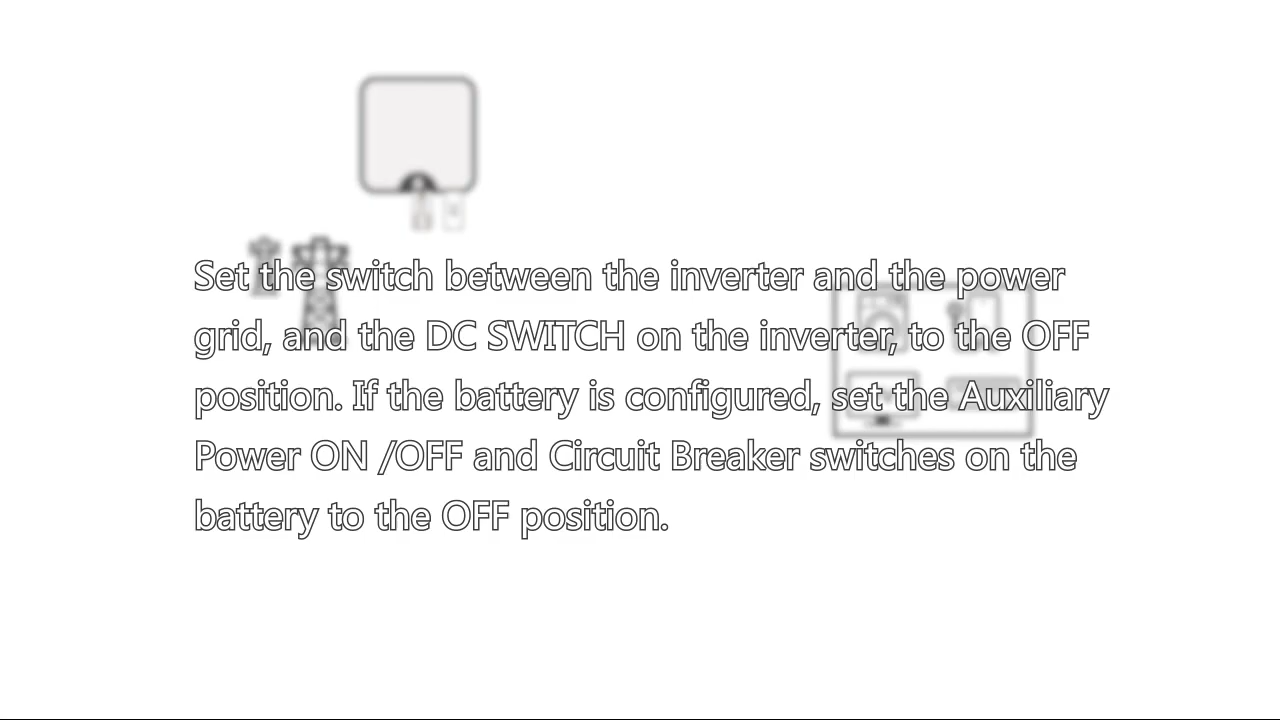 Set the switch between the inverter and the power
grid, and the DC SWITCH on the inverter, to the OFF
position. If the battery is configured, set the Auxiliary
Power ON /OFF and Circuit Breaker switches on the
battery to the OFF position.